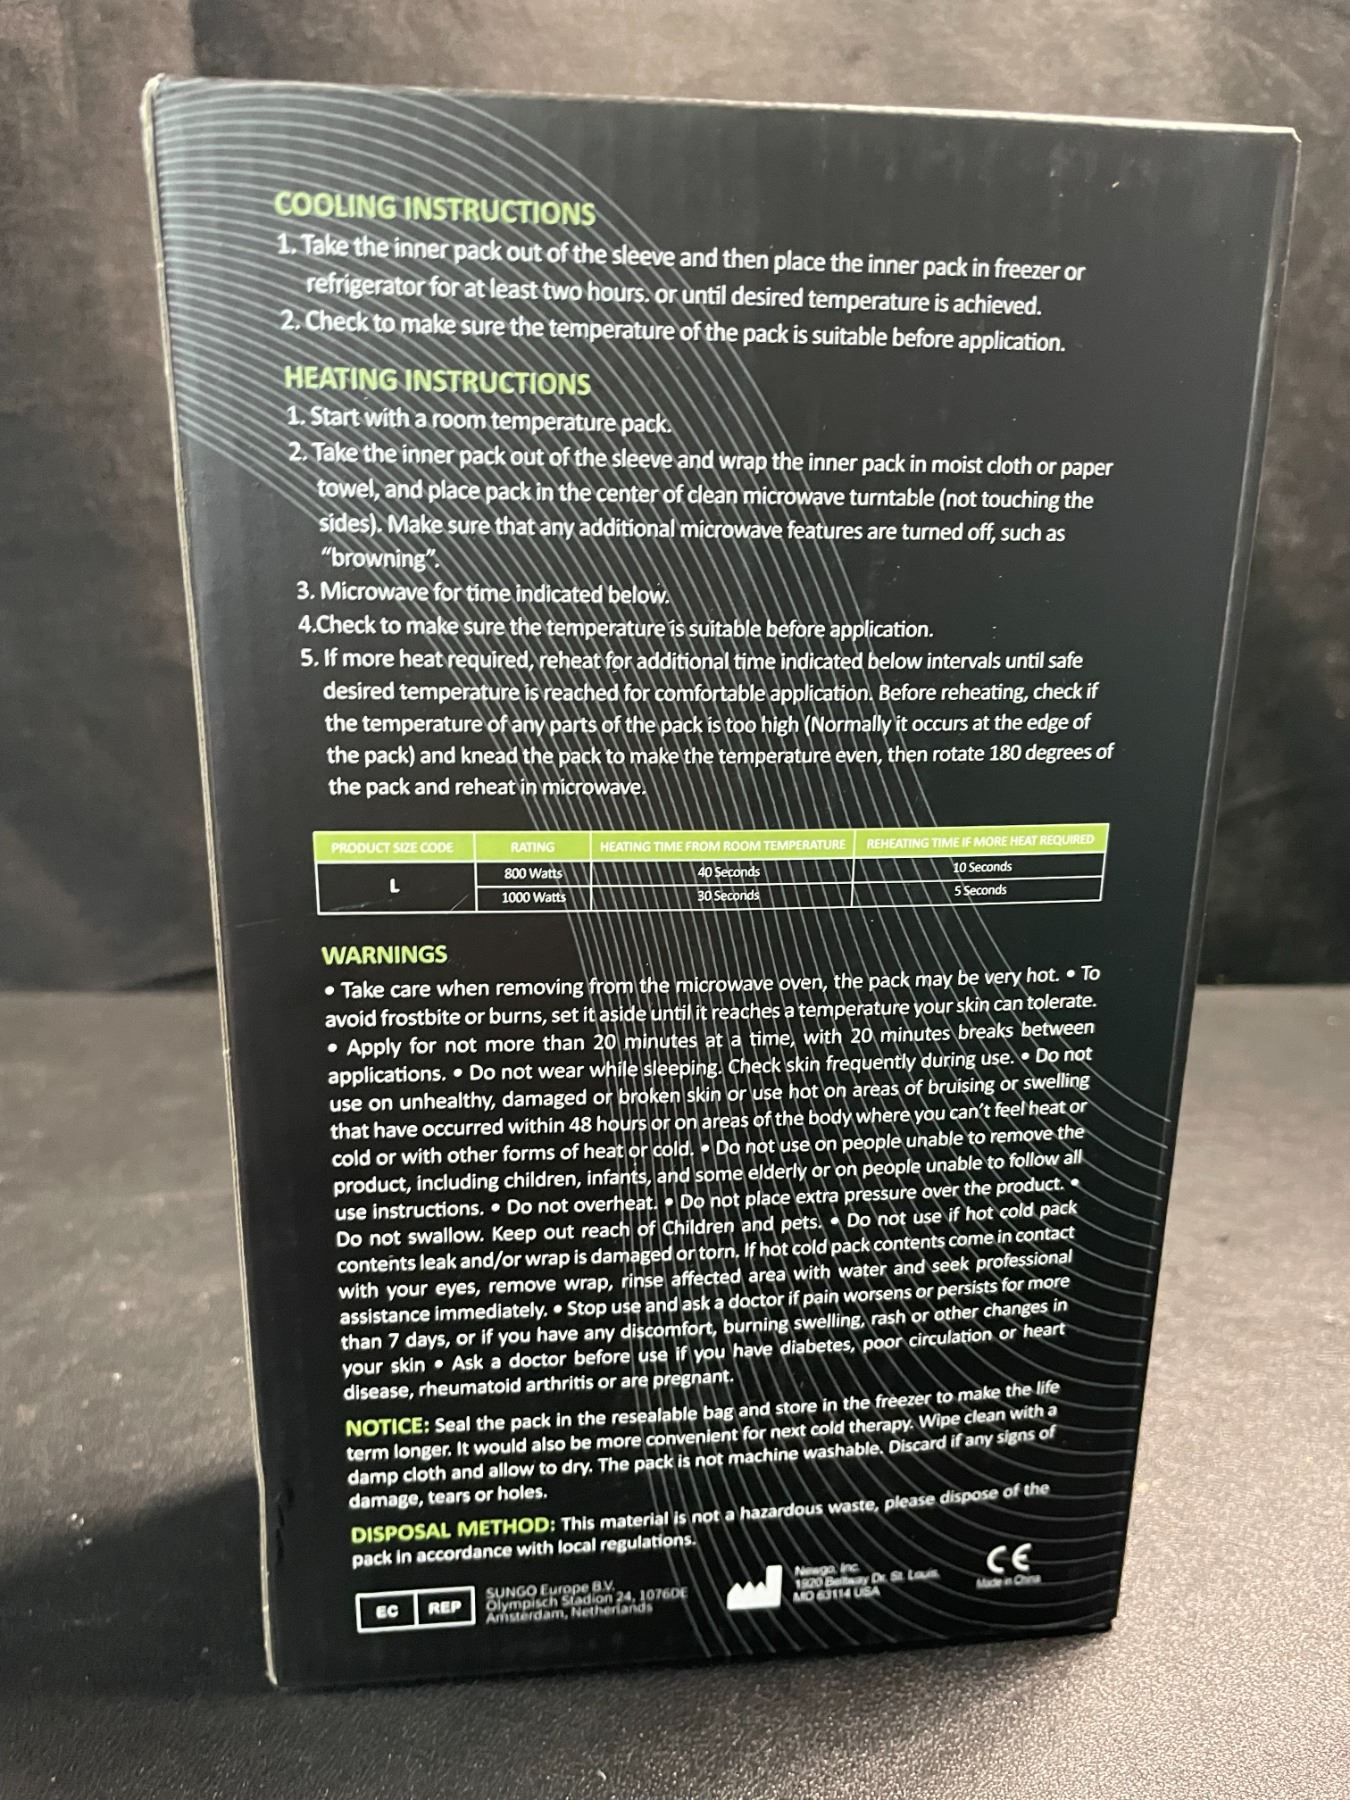 COOLING INSTRUCTIONS
1. Take the inner pack out of the sleeve and then place the inner pack in freezer or
refrigerator for at least two hours. or until desired temperature is achieved.
2. Check to make sure the temperature of the pack is suitable before application.
HEATING INSTRUCTIONS
1. Start with a room temperature pack.
2. Take the inner pack out of the sleeve and wrap the inner pack in moist cloth or paper
towel, and place pack in the center of clean microwave turntable (not touching the
sides). Make sure that any additional microwave features are turned off, such as
“browning”.
3. Microwave for time indicated below.
4.Check to make sure the temperature is suitable before application.
5. If more heat required, reheat for additional time indicated below intervals until safe
desired temperature is reached for comfortable application. Before reheating, check if
the temperature of any parts of the pack is too high (Normally it occurs at the edge of
the pack) and knead the pack to make the temperature even, then rotate 180 degrees of
the pack and reheat in microwave.
PRODUCT SIZE CODE RATING HEATING TIME FROM ROOM TEMPERATURE REHEATING TIME IF MORE HEAT REQUIRED
L
800 Watts 40 Seconds 10 Seconds
1000 Watts 30 Seconds 5 Seconds
WARNINGS
• Take care when removing from the microwave oven, the pack may be very hot. • To
avoid frostbite or burns, set it aside until it reaches a temperature your skin can tolerate.
• Apply for not more than 20 minutes at a time, with 20 minutes breaks between
applications. • Do not wear while sleeping. Check skin frequently during use. • Do not
use on unhealthy, damaged or broken skin or use hot on areas of bruising or swelling
that have occurred within 48 hours or on areas of the body where you can’t feel heat or
cold or with other forms of heat or cold. • Do not use on people unable to remove the
product, including children, infants, and some elderly or on people unable to follow all
use instructions. • Do not overheat. • Do not place extra pressure over the product. •
Do not swallow. Keep out reach of Children and pets. • Do not use if hot cold pack
contents leak and/or wrap is damaged or torn. If hot cold pack contents come in contact
with your eyes, remove wrap, rinse affected area with water and seek professional
assistance immediately. • Stop use and ask a doctor if pain worsens or persists for more
than 7 days, or if you have any discomfort, burning swelling, rash or other changes in
your skin • Ask a doctor before use if you have diabetes, poor circulation or heart
disease, rheumatoid arthritis or are pregnant.
NOTICE: Seal the pack in the resealable bag and store in the freezer to make the life
term longer. It would also be more convenient for next cold therapy. Wipe clean with a
damp cloth and allow to dry. The pack is not machine washable. Discard if any signs of
damage, tears or holes.
DISPOSAL METHOD: This material is not a hazardous waste, please dispose of the
pack in accordance with local regulations.
EC REP
SUNGO Europe B.V.
Olympisch Stadion 24, 1076DE
Amsterdam, Netherlands
Newgo, Inc.
1920 Beltway Dr. St. Louis,
MO 63114 USA
CE
Made in China